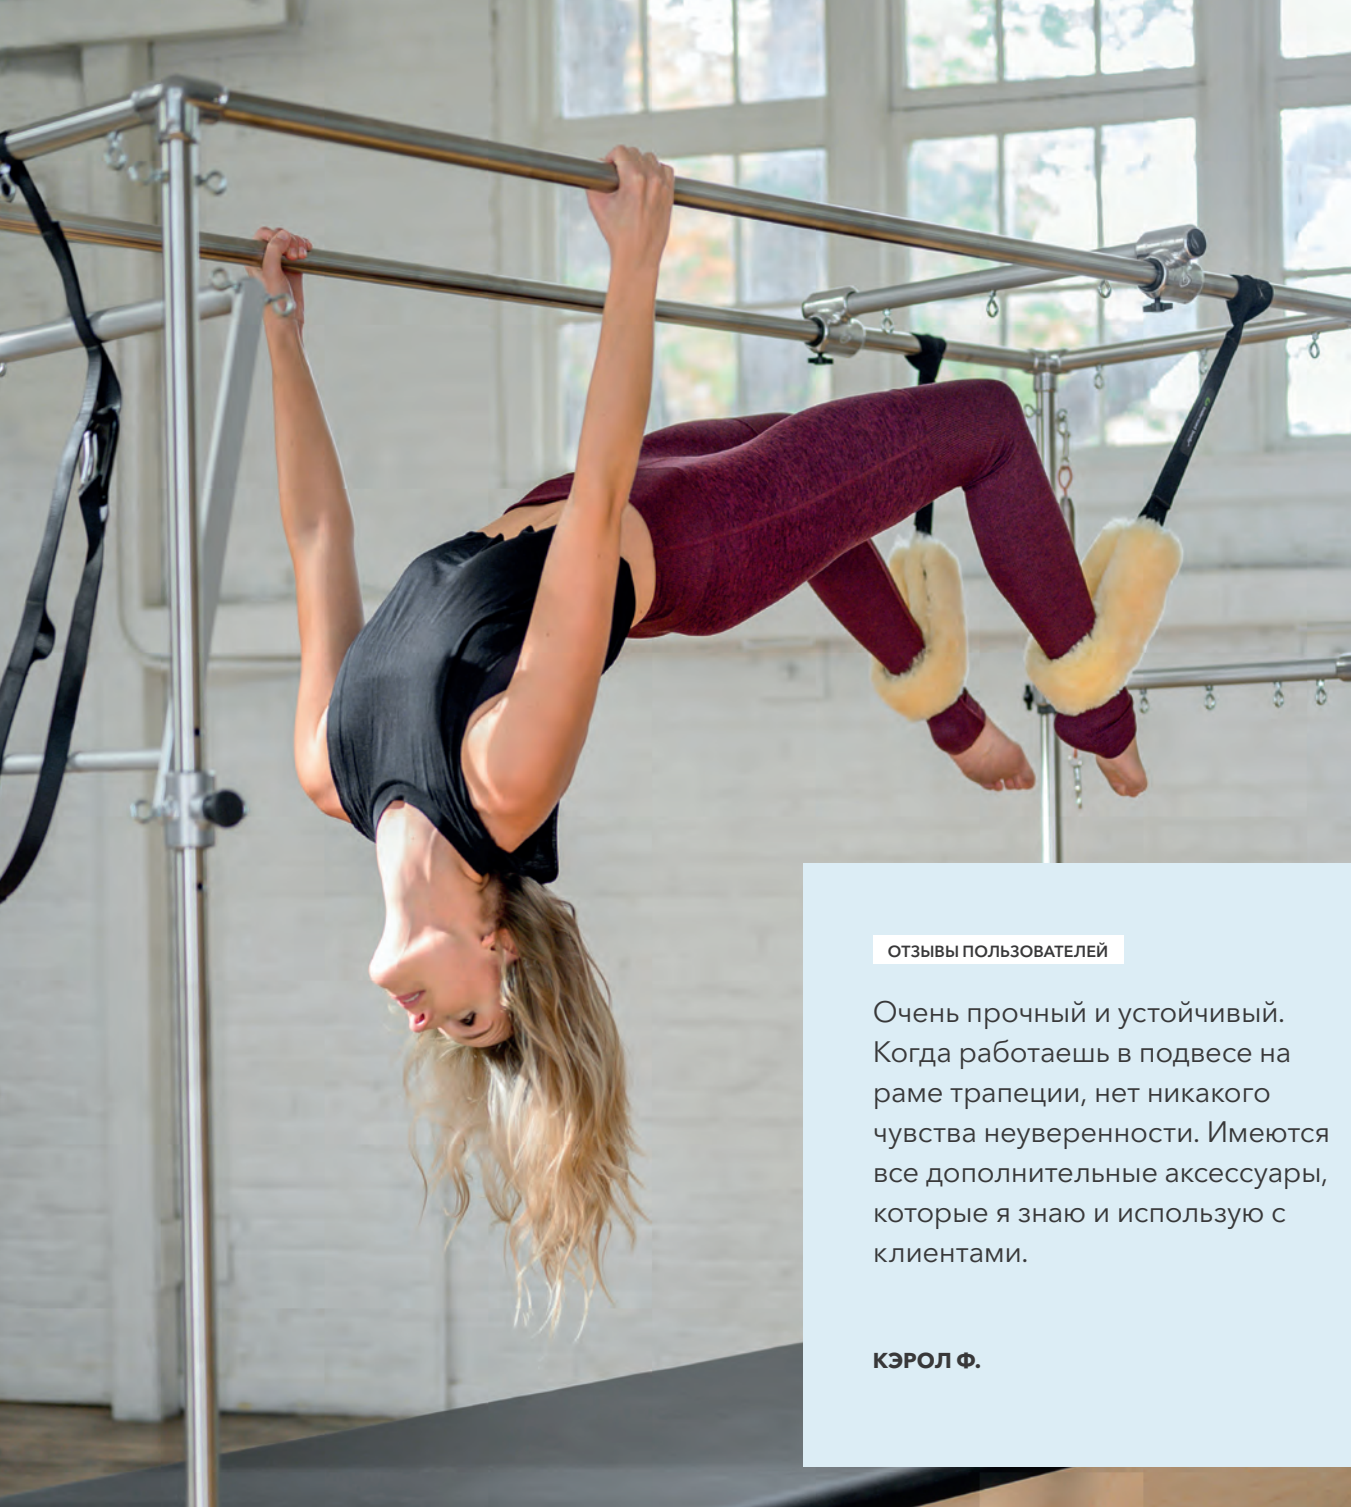 ОТЗЫВЫ ПОЛЬЗОВАТЕЛЕЙ
Очень прочный и устойчивый.
Когда работаешь в подвесе на
раме трапеции, нет никакого
чувства неуверенности. Имеются
все дополнительные аксессуары,
которые я знаю и использую с
клиентами.
КЭРОЛ Ф.